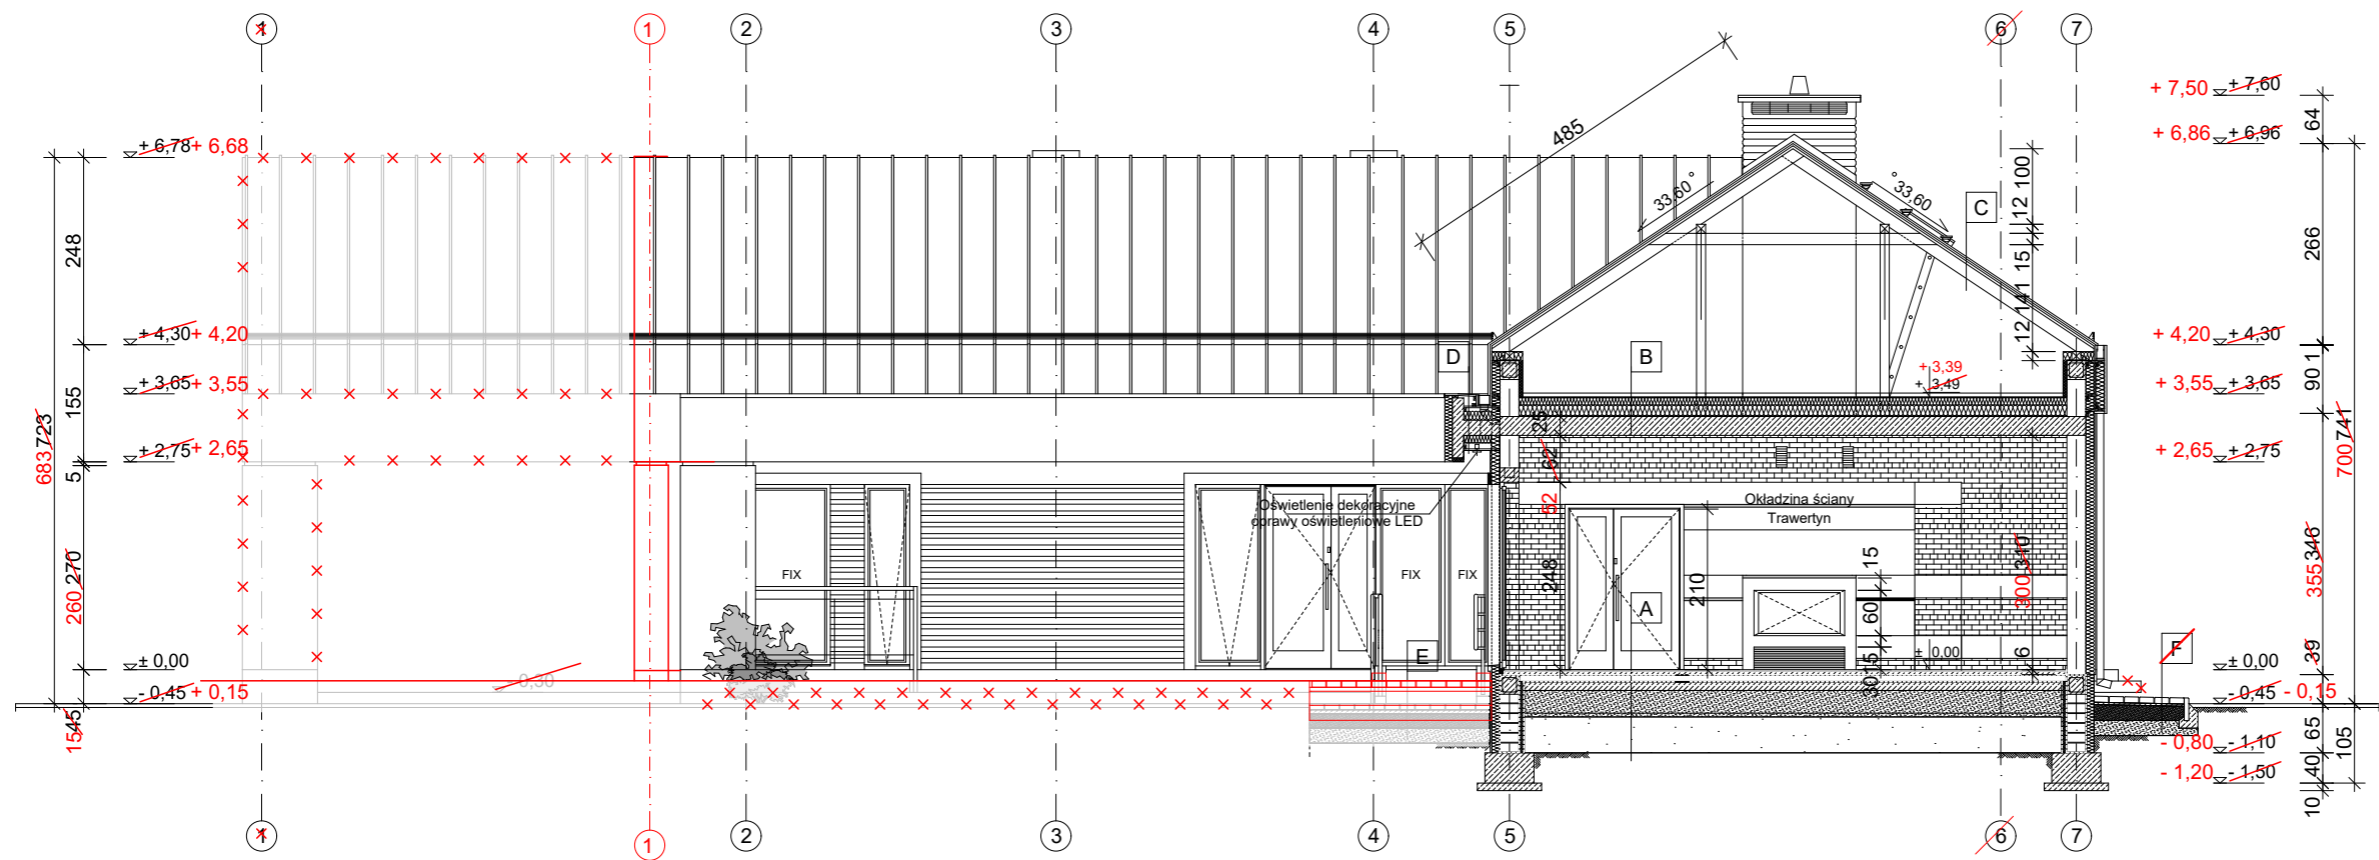 1 1 2 3 4 5 6 7
+ 7,50 + 7,60
64
+ 6,78 + 6,68
+ 6,86 + 6,96
485
100
33,60 °
33,60 °
C
12
248
266
15
141
+ 4,30 + 4,20
+ 4,20 + 4,30
12
D
B
1
+ 3,39
+ 3,49
90
+ 3,65 + 3,55
+ 3,55 + 3,65
155
25
683 723
700 741
+ 2,75 + 2,65
+ 2,65 + 2,75
62
5
52
Oświetlenie dekoracyjne
oprawy oświetleniowe LED
Okładzina ściany
Trawertyn
FIX
FIX
FIX
260 270
248
210
15
60
15
30
300 310
355 346
A
E
F
± 0,00
± 0,00
± 0,00
6
39
- 0,30
- 0,45 + 0,15
- 0,45 - 0,15
15 45
65
- 0,80 - 1,10
105
- 1,20 - 1,50
40
10
1 1 2 3 4 5 6 7